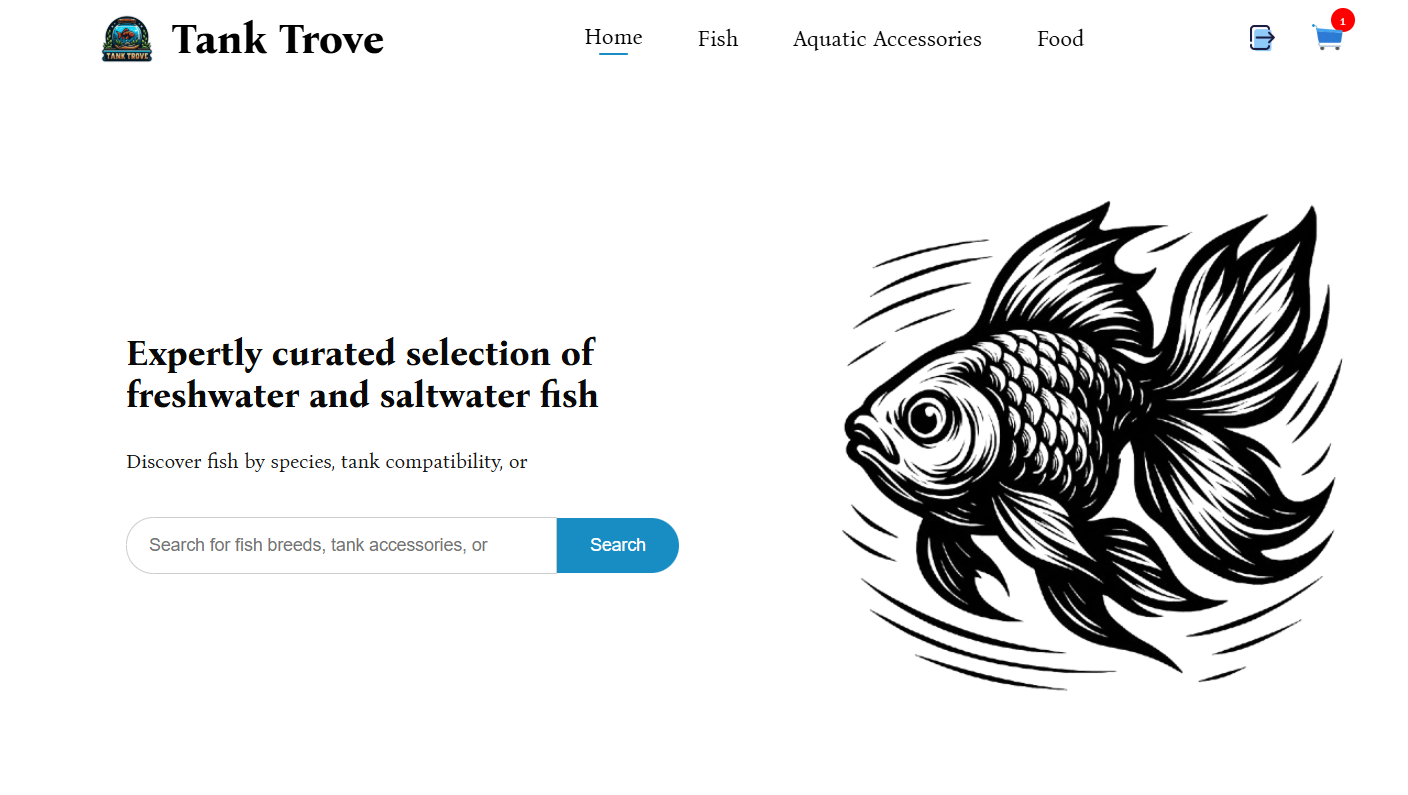 TANK TROVE
Tank Trove
Home
Fish
Aquatic Accessories
Food
1
Expertly curated selection of
freshwater and saltwater fish
Discover fish by species, tank compatibility, or
Search for fish breeds, tank accessories, or
Search